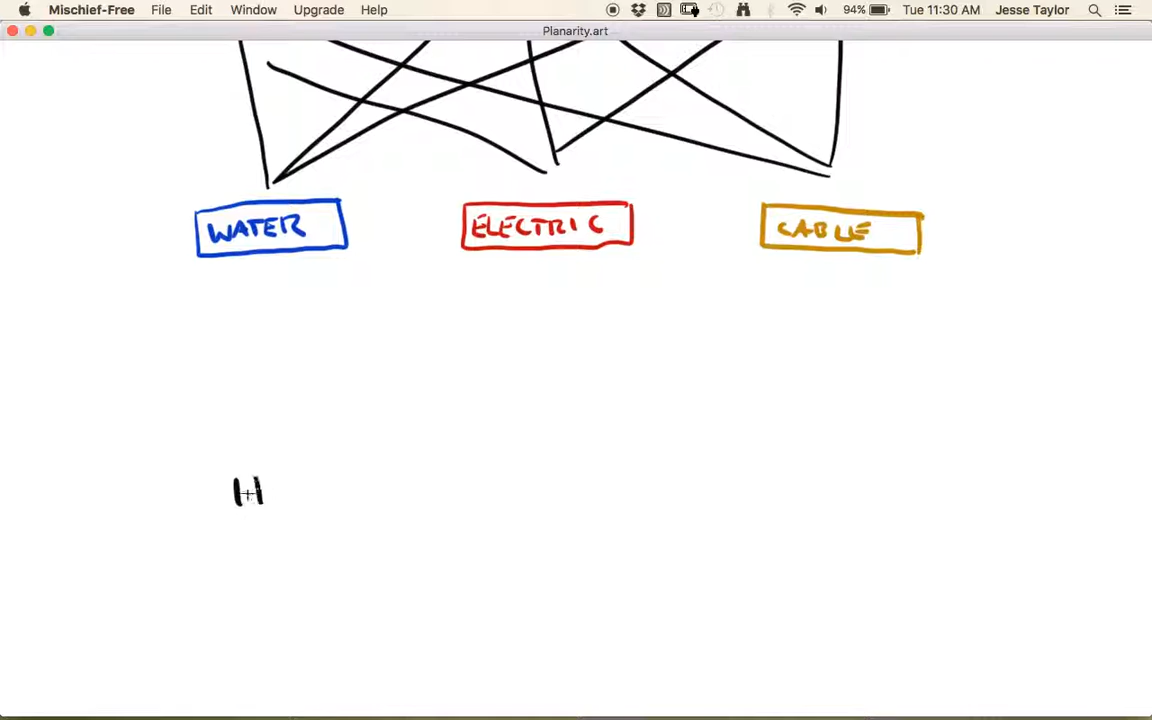 Mischief-Free File Edit Window Upgrade Help 94% Tue 11:30 AM Jesse Taylor
Planarity.art
WATER ELECTRIC CABLE
H